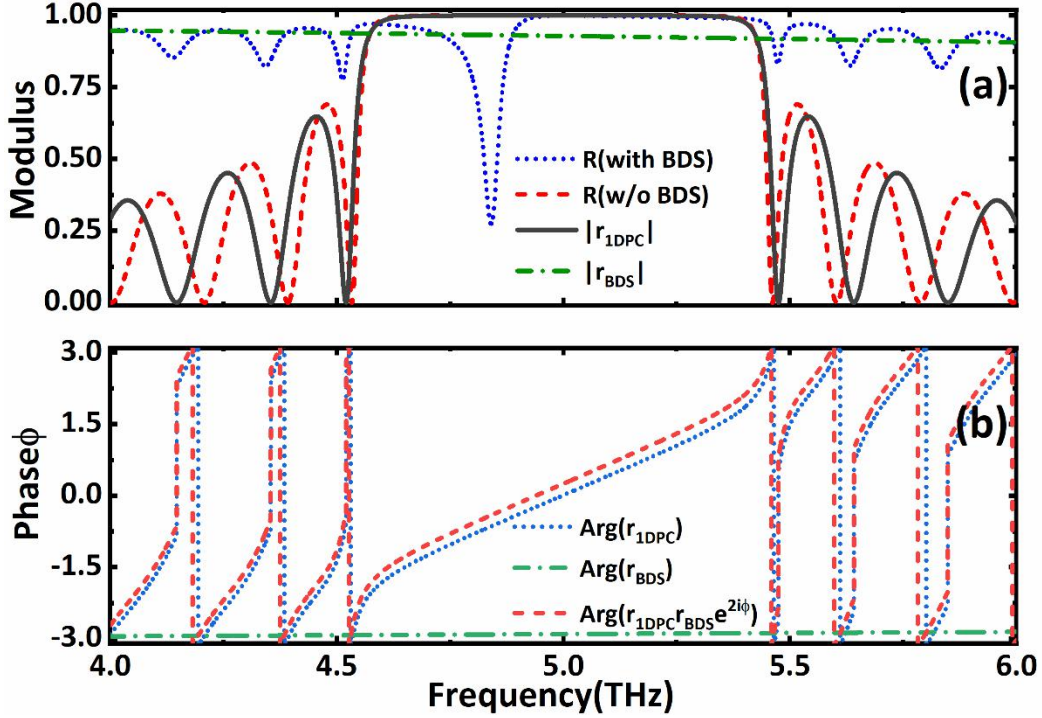 1.00
0.75
0.50
0.25
0.00
Modulus
(a)
R(with BDS)
R(w/o BDS)
|r1DPC|
|rBDS|
3.0
1.5
0.0
-1.5
-3.0
Phaseϕ
(b)
Arg(r1DPC)
Arg(rBDS)
Arg(r1DPCrBDSe2iϕ)
4.0 4.5 5.0 5.5 6.0
Frequency(THz)